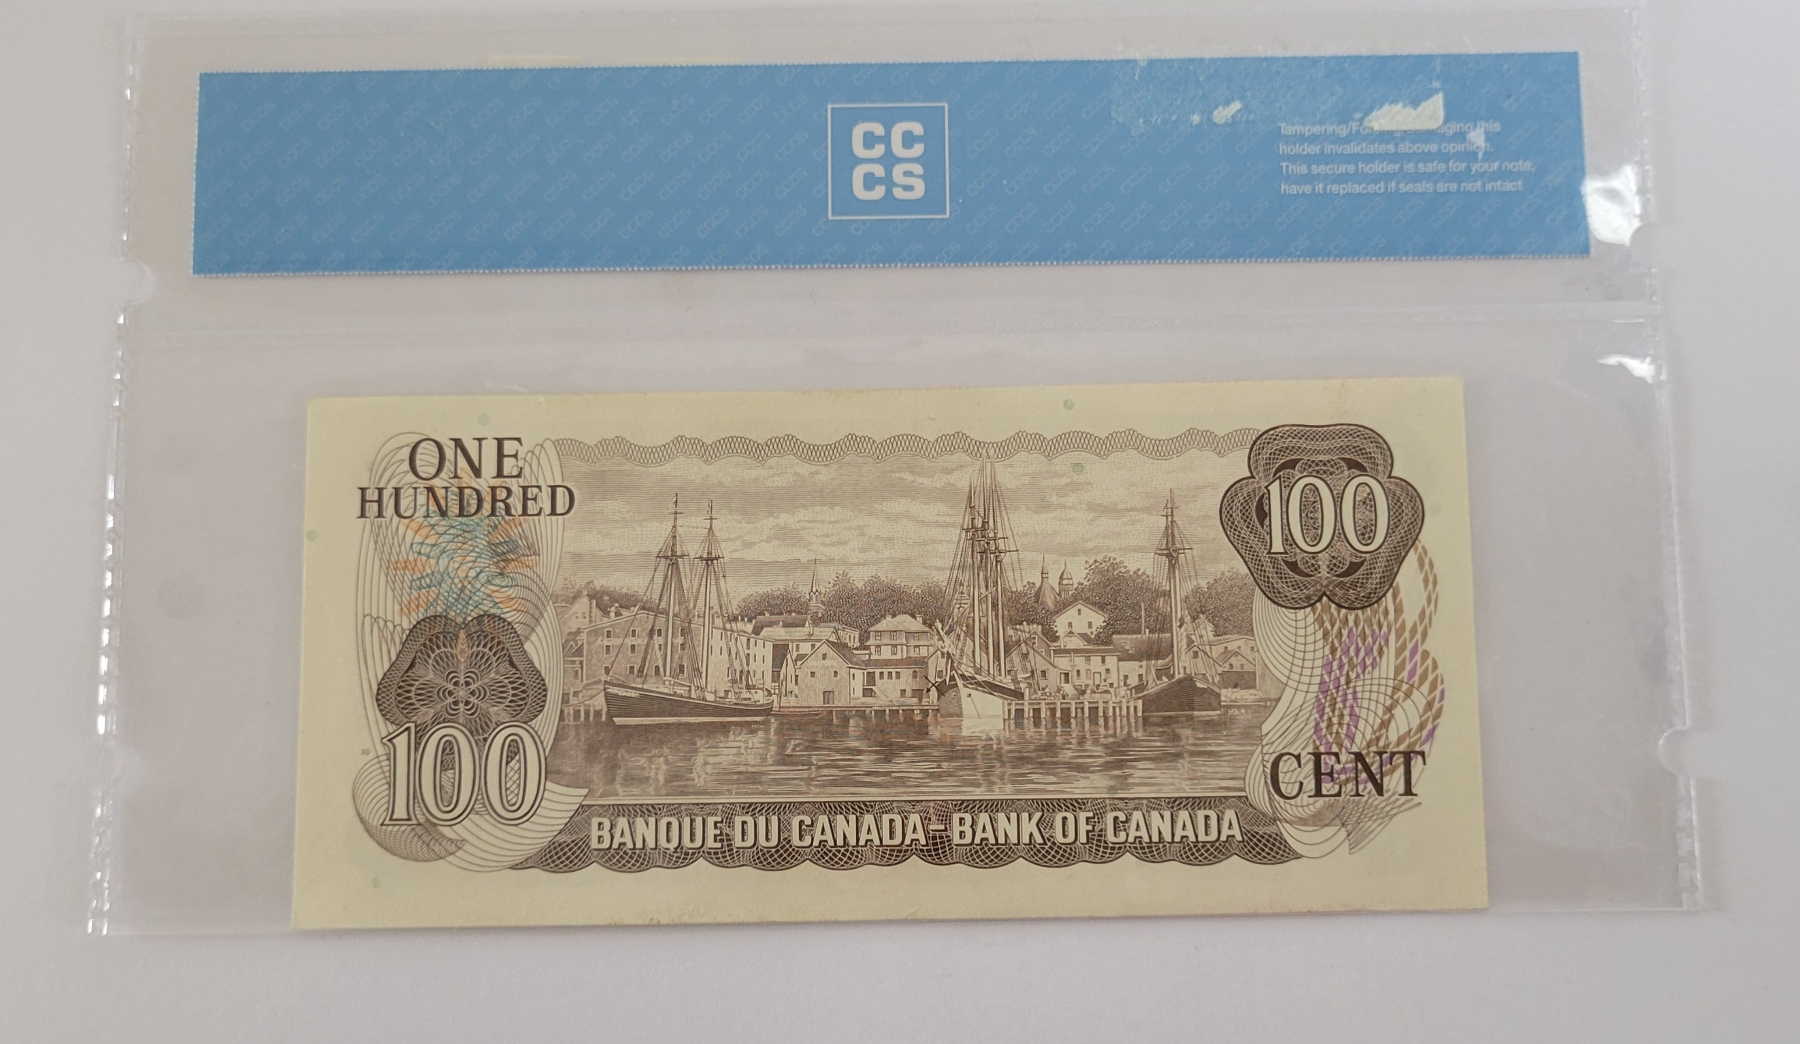 CC
CS
Tampering/
this
holder invalidates above opinion.
This secure holder is safe for your note,
have it replaced if seals are not intact
ONE
HUNDRED
100
100
CENT
BANQUE DU CANADA-BANK OF CANADA